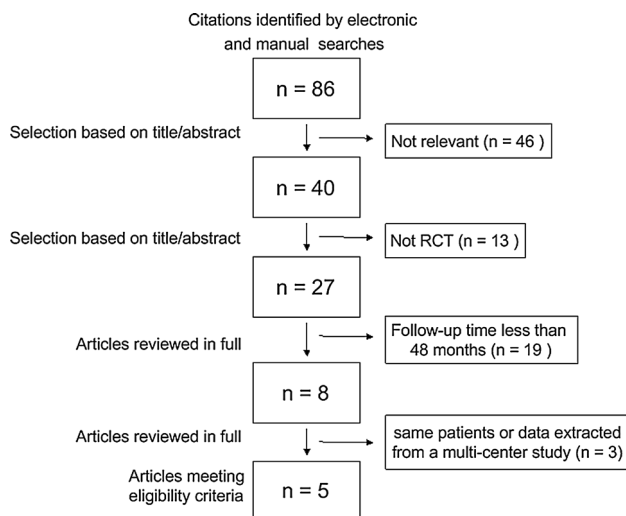 Citations identified by electronic
and manual searches
n = 86
Selection based on title/abstract
Not relevant (n = 46 )
n = 40
Selection based on title/abstract
Not RCT (n = 13 )
n = 27
Articles reviewed in full
Follow-up time less than
48 months (n = 19 )
n = 8
Articles reviewed in full
same patients or data extracted
from a multi-center study (n = 3)
Articles meeting
eligibility criteria
n = 5